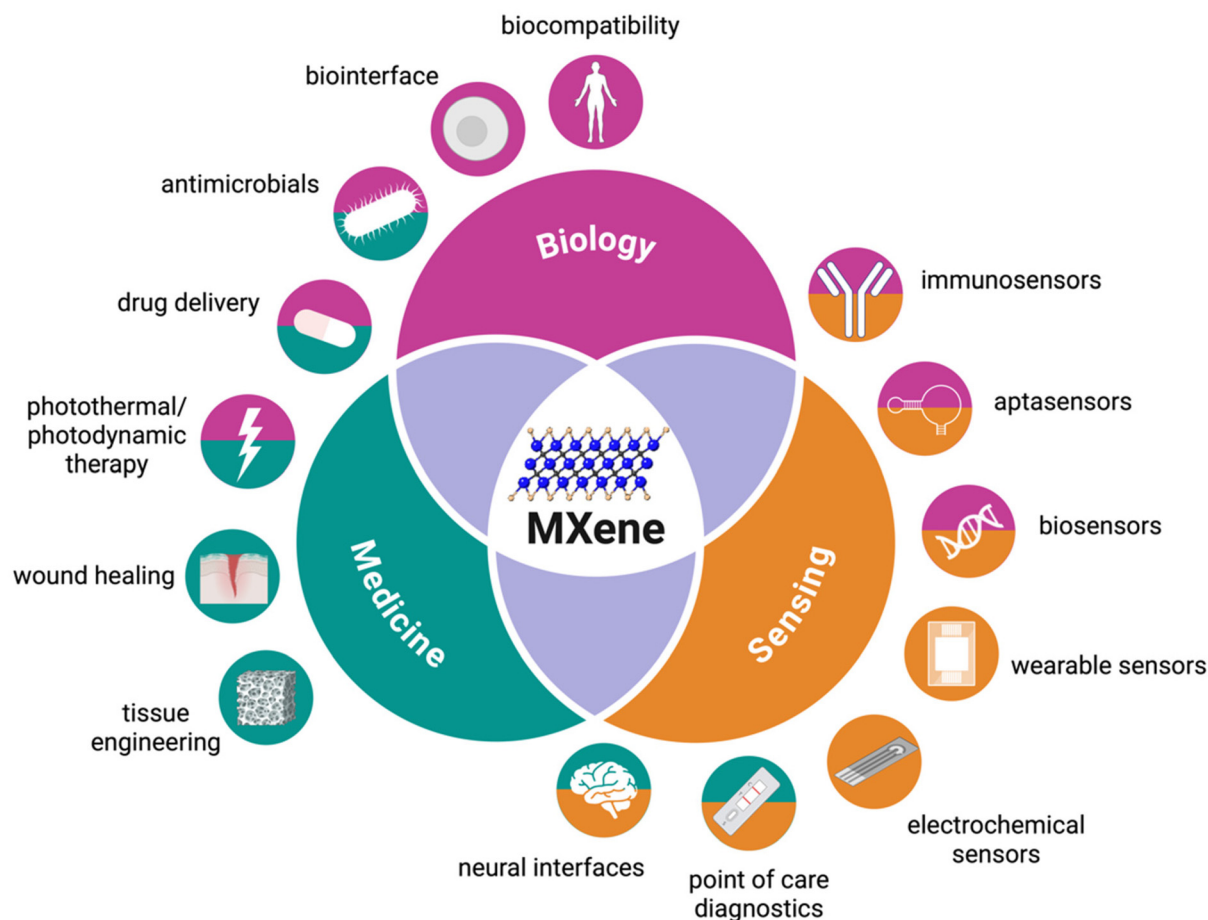 biocompatibility
biointerface
antimicrobials
drug delivery
photothermal/
photodynamic
therapy
wound healing
tissue
engineering
Biology
Medicine
Sensing
MXene
immunosensors
aptasensors
biosensors
wearable sensors
electrochemical
sensors
point of care
diagnostics
neural interfaces